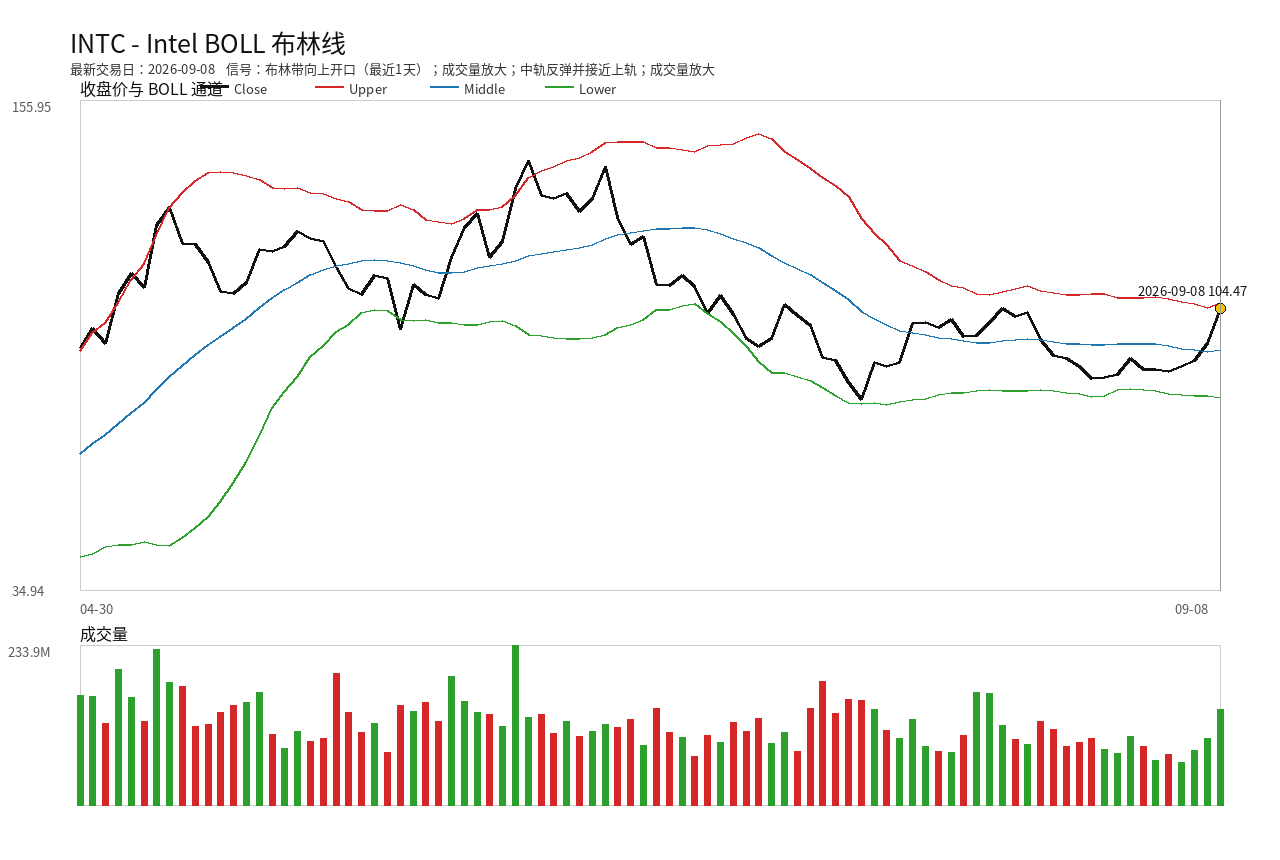 INTC - Intel BOLL 布林线
最新交易日：2026-09-08 信号：布林带向上开口（最近1天）；成交量放大；中轨反弹并接近上轨；成交量放大
收盘价与 BOLL 通道 Close Upper Middle Lower
155.95
2026-09-08 104.47
34.94
04-30 09-08
成交量
233.9M